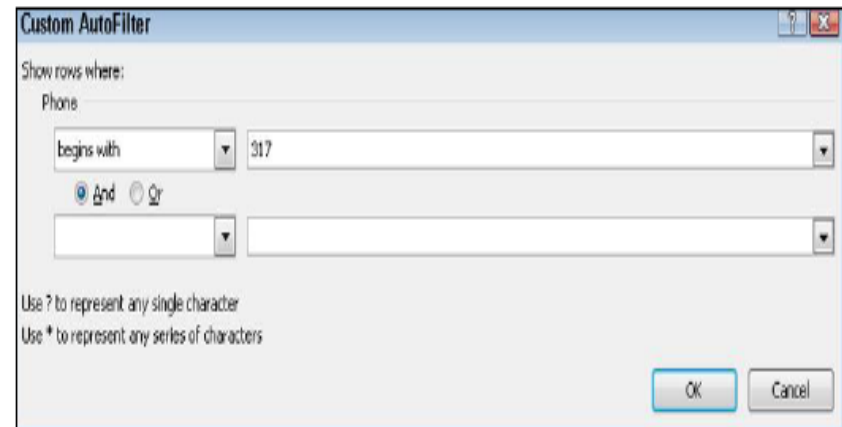 Custom AutoFilter
Show rows where:
Phone
begins with 317
And Or
Use ? to represent any single character
Use * to represent any series of characters
OK Cancel